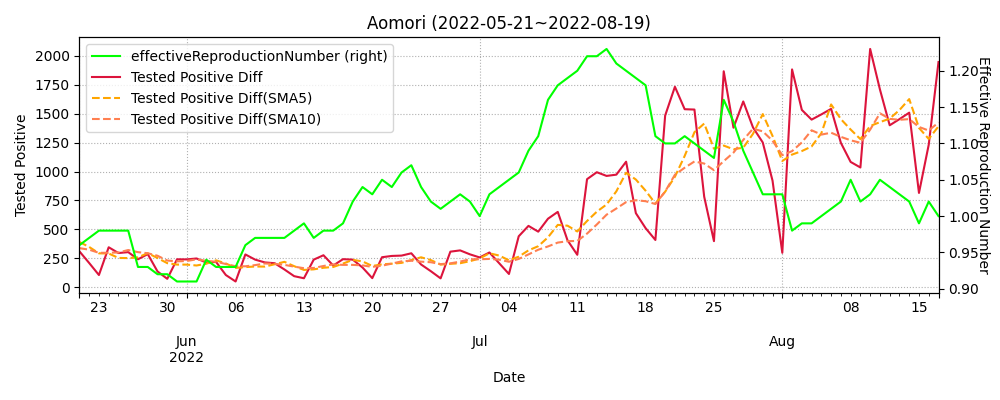 Aomori (2022-05-21~2022-08-19)
effectiveReproductionNumber (right)
Tested Positive Diff
Tested Positive Diff(SMA5)
Tested Positive Diff(SMA10)
Tested Positive
2000
1750
1500
1250
1000
750
500
250
0
Effective Reproduction Number
1.20
1.15
1.10
1.05
1.00
0.95
0.90
23 30 06 13 20 27 04 11 18 25 08 15
Jun Jul Aug
2022
Date